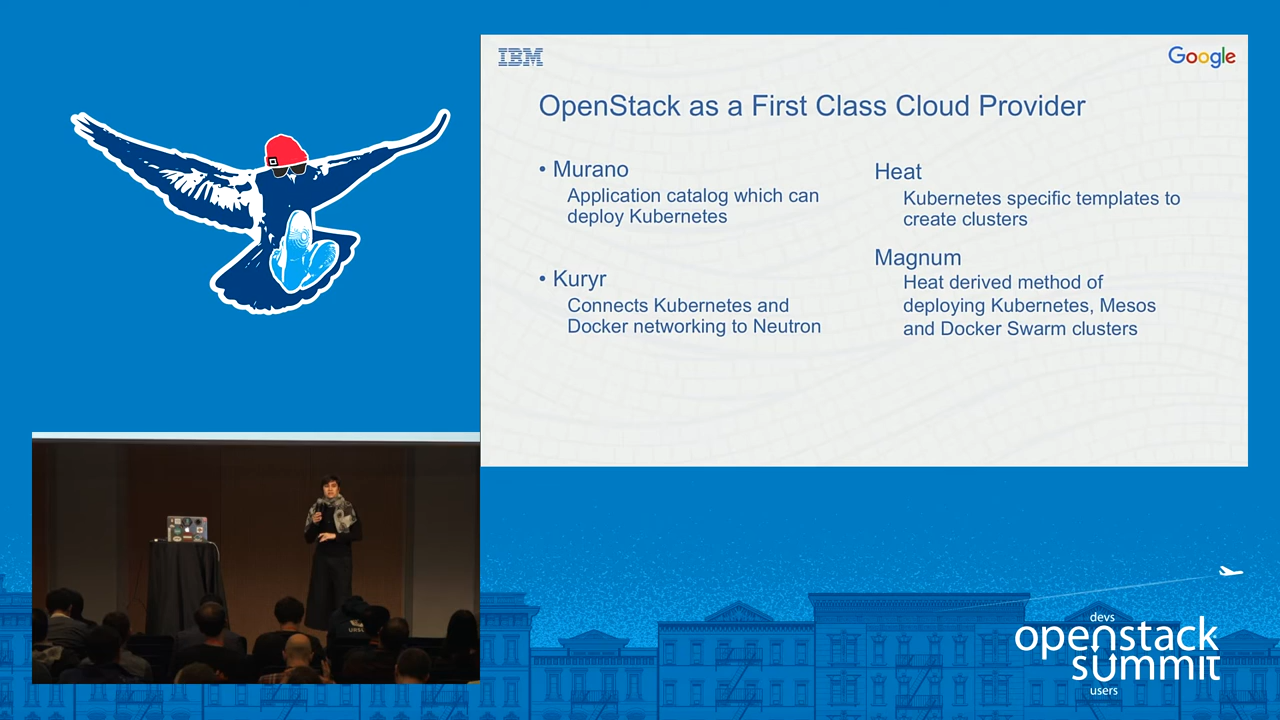 IBM
Google
OpenStack as a First Class Cloud Provider
• Murano
Application catalog which can
deploy Kubernetes
• Kuryr
Connects Kubernetes and
Docker networking to Neutron
Heat
Kubernetes specific templates to
create clusters
Magnum
Heat derived method of
deploying Kubernetes, Mesos
and Docker Swarm clusters
devs
openstack
summit
users